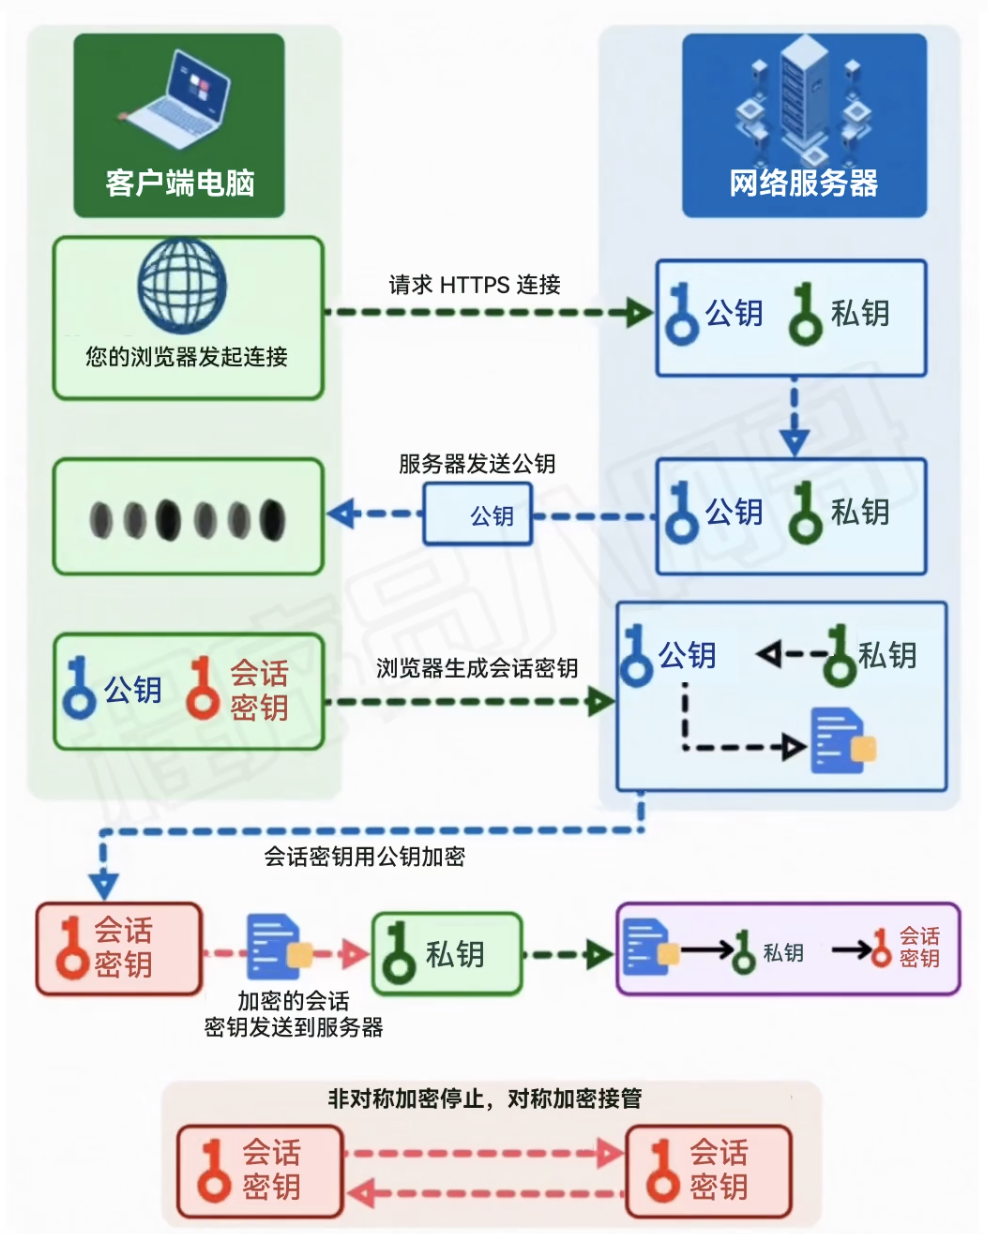 客户端电脑
网络服务器
您的浏览器发起连接
请求 HTTPS 连接
公钥
私钥
服务器发送公钥
公钥
公钥
私钥
公钥
会话
密钥
浏览器生成会话密钥
公钥
私钥
会话密钥用公钥加密
会话
密钥
加密的会话
密钥发送到服务器
私钥
私钥
会话
密钥
非对称加密停止，对称加密接管
会话
密钥
会话
密钥